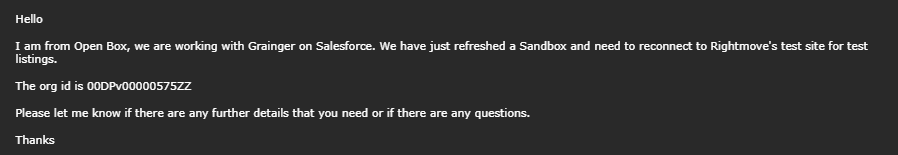 Hello
I am from Open Box, we are working with Grainger on Salesforce. We have just refreshed a Sandbox and need to reconnect to Rightmove's test site for test
listings.
The org id is 00DPv00000575ZZ
Please let me know if there are any further details that you need or if there are any questions.
Thanks